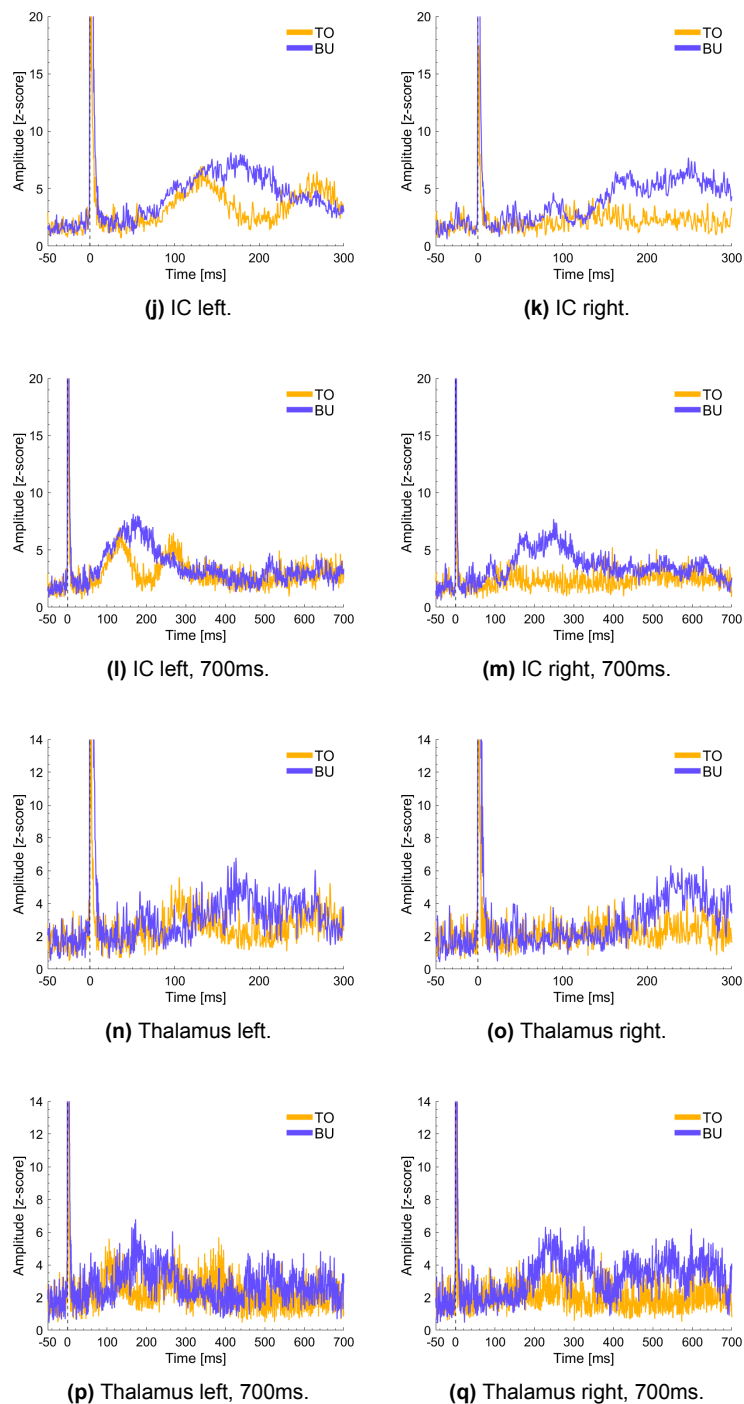 20
15
10
5
0
Amplitude [z-score]
TO
BU
-50 0 100 200 300
Time [ms]
(j) IC left.
20
15
10
5
0
Amplitude [z-score]
TO
BU
-50 0 100 200 300
Time [ms]
(k) IC right.
20
15
10
5
0
Amplitude [z-score]
TO
BU
-50 0 100 200 300 400 500 600 700
Time [ms]
(l) IC left, 700ms.
20
15
10
5
0
Amplitude [z-score]
TO
BU
-50 0 100 200 300 400 500 600 700
Time [ms]
(m) IC right, 700ms.
14
12
10
8
6
4
2
0
Amplitude [z-score]
TO
BU
-50 0 100 200 300
Time [ms]
(n) Thalamus left.
14
12
10
8
6
4
2
0
Amplitude [z-score]
TO
BU
-50 0 100 200 300
Time [ms]
(o) Thalamus right.
14
12
10
8
6
4
2
0
Amplitude [z-score]
TO
BU
-50 0 100 200 300 400 500 600 700
Time [ms]
(p) Thalamus left, 700ms.
14
12
10
8
6
4
2
0
Amplitude [z-score]
TO
BU
-50 0 100 200 300 400 500 600 700
Time [ms]
(q) Thalamus right, 700ms.